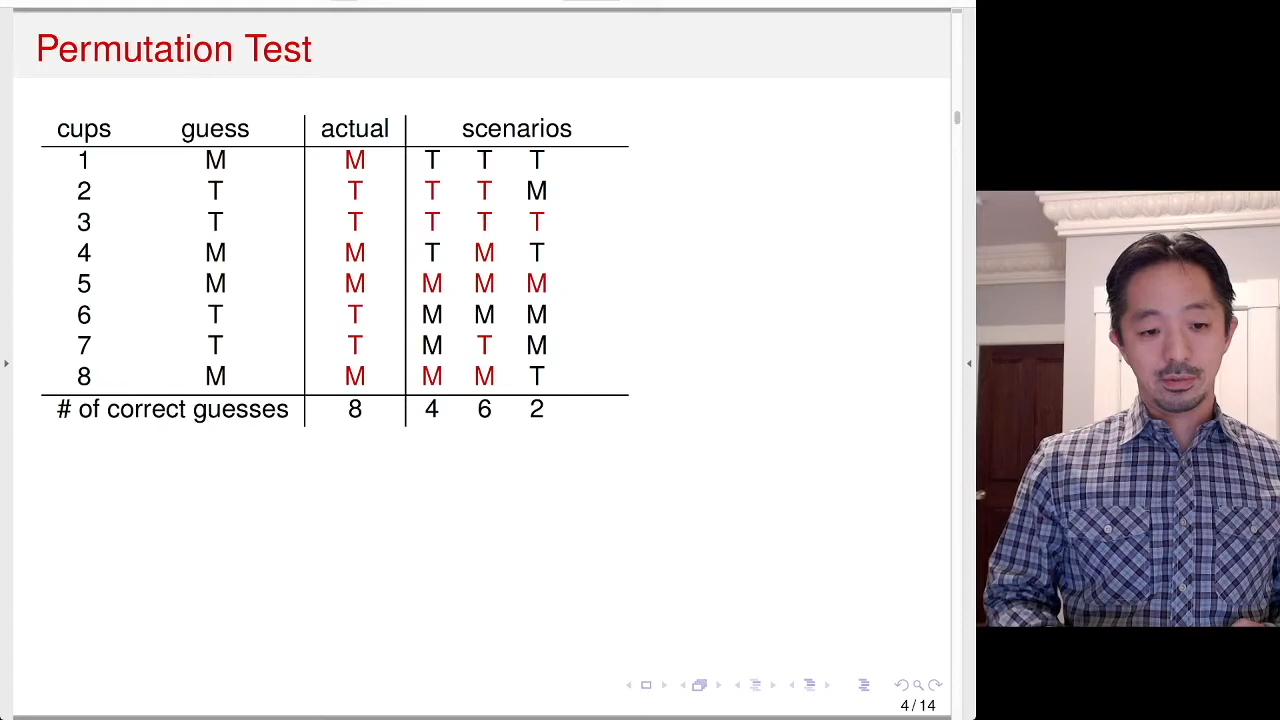 Permutation Test
cups guess actual scenarios
1 M M T T T
2 T T T T M
3 T T T T T
4 M M T M T
5 M M M M M
6 T T M M M
7 T T M T M
8 M M M M T
# of correct guesses 8 4 6 2
4 / 14